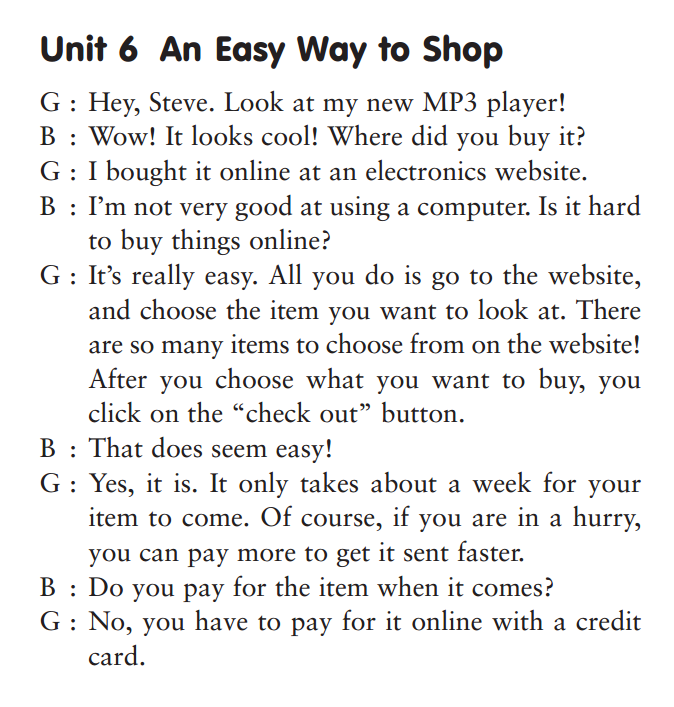 Unit 6 An Easy Way to Shop
G : Hey, Steve. Look at my new MP3 player!
B : Wow! It looks cool! Where did you buy it?
G : I bought it online at an electronics website.
B : I’m not very good at using a computer. Is it hard
to buy things online?
G : It’s really easy. All you do is go to the website,
and choose the item you want to look at. There
are so many items to choose from on the website!
After you choose what you want to buy, you
click on the “check out” button.
B : That does seem easy!
G : Yes, it is. It only takes about a week for your
item to come. Of course, if you are in a hurry,
you can pay more to get it sent faster.
B : Do you pay for the item when it comes?
G : No, you have to pay for it online with a credit
card.